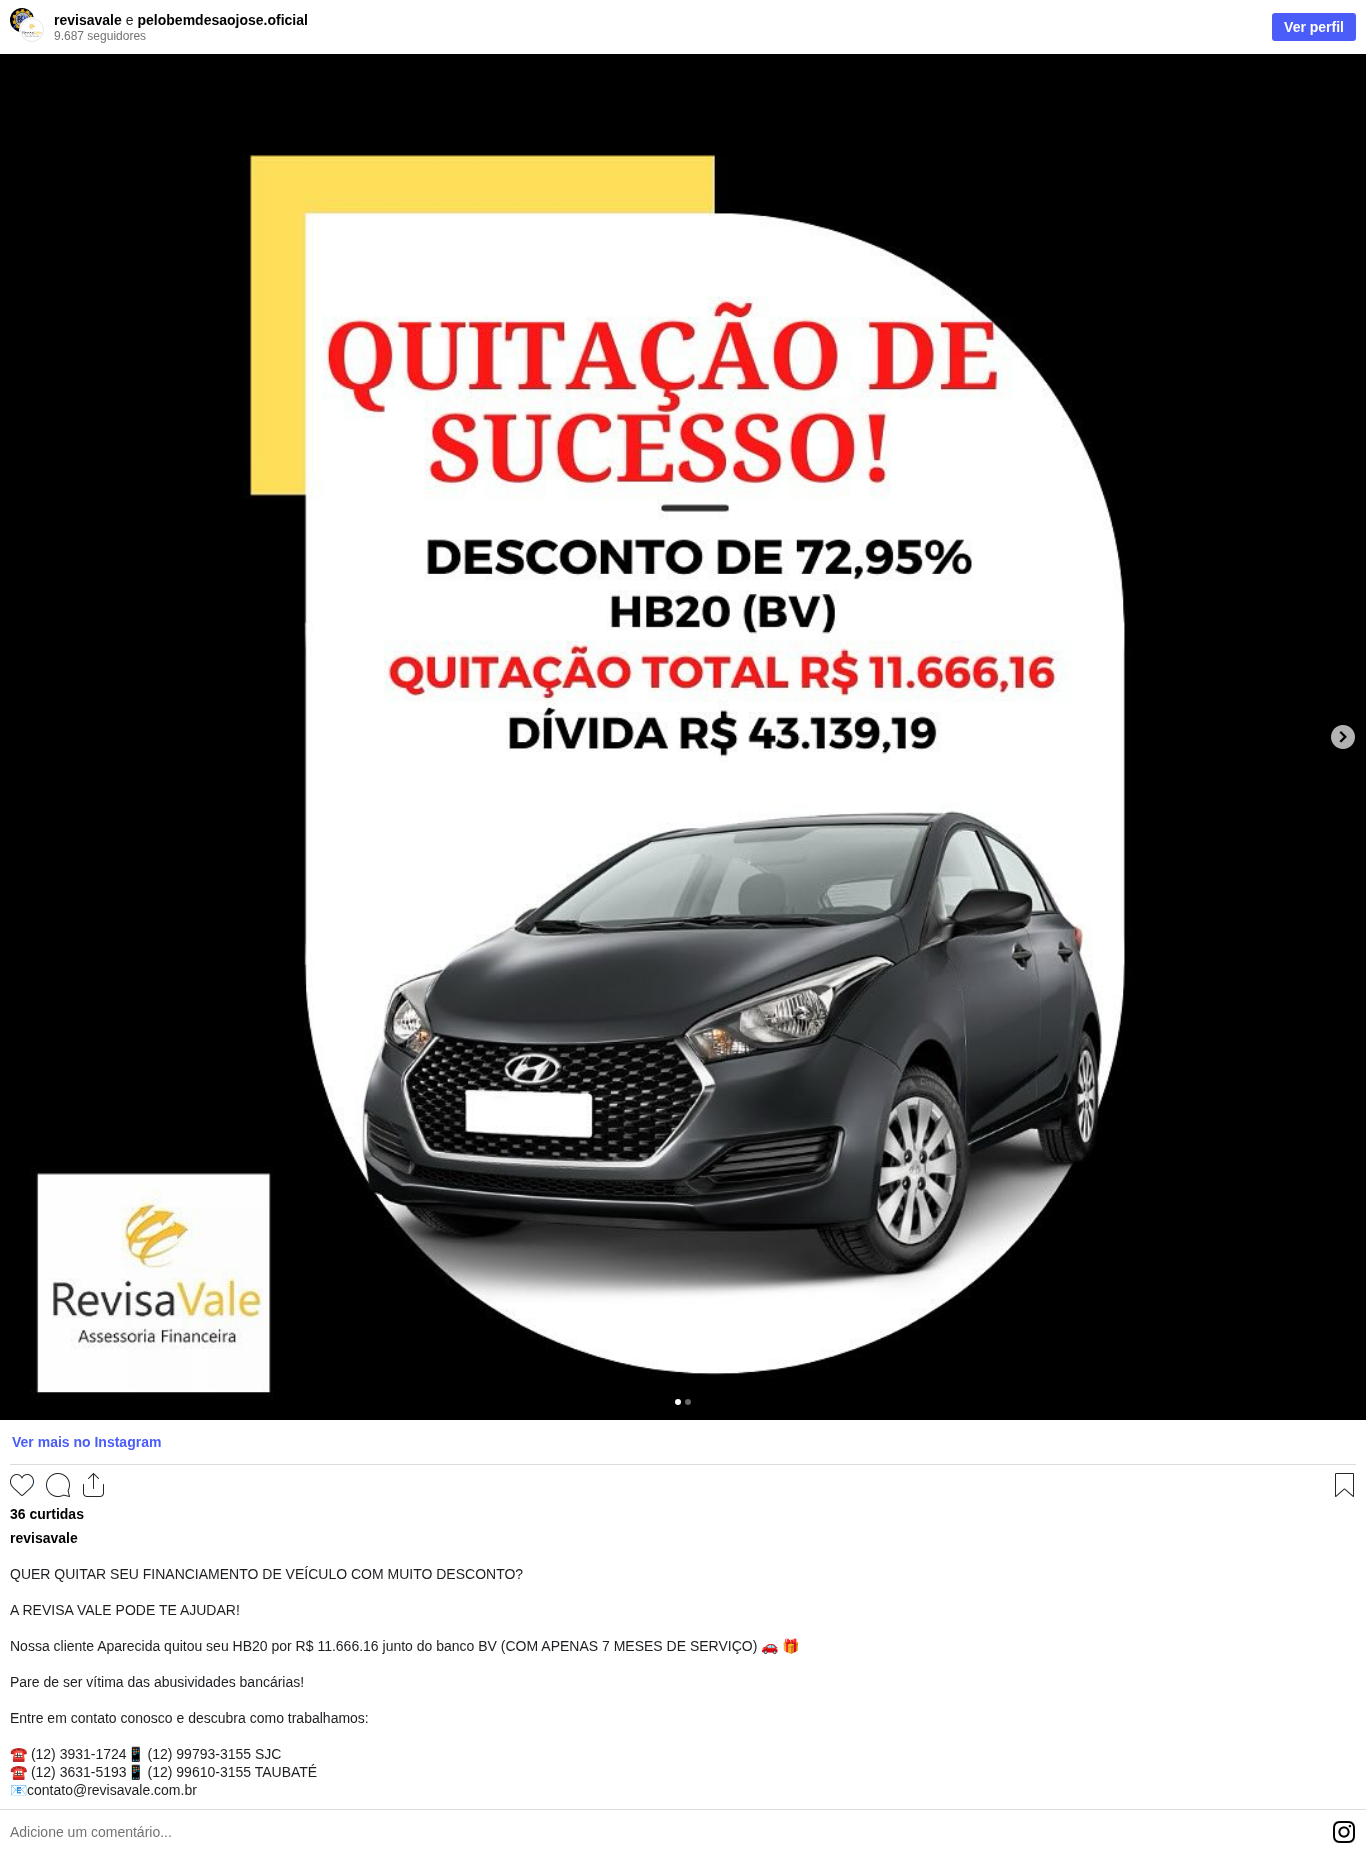 revisavale e pelobemdesaojose.oficial
9.687 seguidores
Ver perfil
QUITAÇÃO DE
SUCESSO!
DESCONTO DE 72,95%
HB20 (BV)
QUITAÇÃO TOTAL R$ 11.666,16
DÍVIDA R$ 43.139,19
RevisaVale
Assessoria Financeira
Ver mais no Instagram
36 curtidas
revisavale
QUER QUITAR SEU FINANCIAMENTO DE VEÍCULO COM MUITO DESCONTO?
A REVISA VALE PODE TE AJUDAR!
Nossa cliente Aparecida quitou seu HB20 por R$ 11.666.16 junto do banco BV (COM APENAS 7 MESES DE SERVIÇO) 🚗 🎁
Pare de ser vítima das abusividades bancárias!
Entre em contato conosco e descubra como trabalhamos:
☎️ (12) 3931-1724📱 (12) 99793-3155 SJC
☎️ (12) 3631-5193📱 (12) 99610-3155 TAUBATÉ
📧contato@revisavale.com.br
Adicione um comentário...